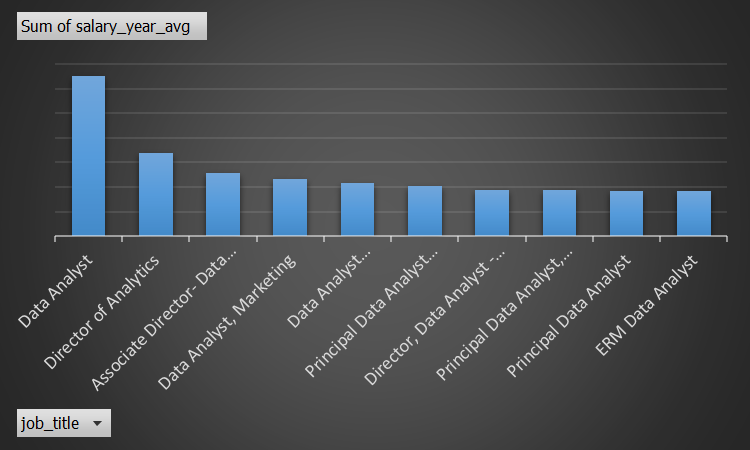 Sum of salary_year_avg
Data Analyst
Director of Analytics
Associate Director- Data...
Data Analyst, Marketing
Data Analyst...
Principal Data Analyst...
Director, Data Analyst -...
Principal Data Analyst,...
Principal Data Analyst
ERM Data Analyst
job_title